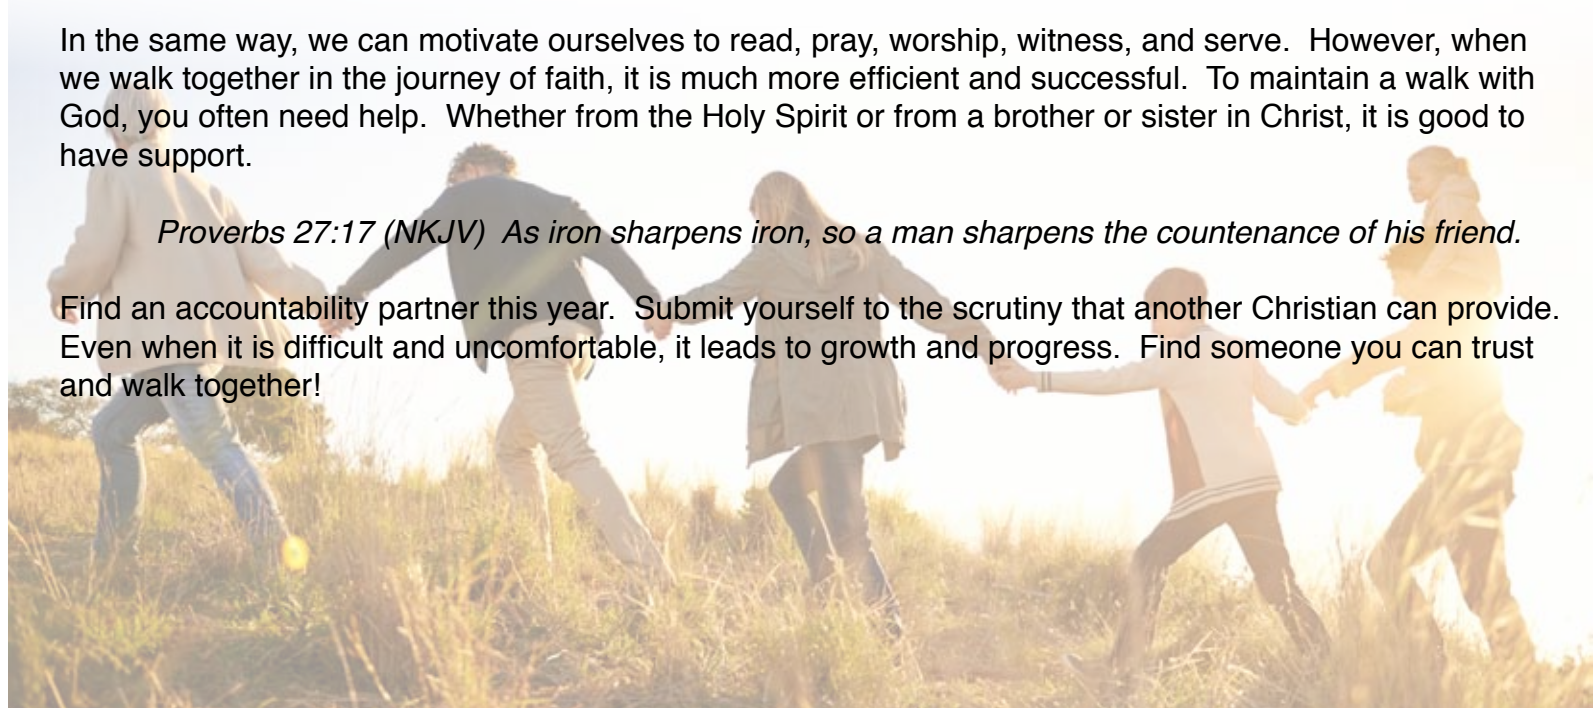 In the same way, we can motivate ourselves to read, pray, worship, witness, and serve.  However, when
we walk together in the journey of faith, it is much more efficient and successful.  To maintain a walk with
God, you often need help.  Whether from the Holy Spirit or from a brother or sister in Christ, it is good to
have support.
Proverbs 27:17 (NKJV)  As iron sharpens iron, so a man sharpens the countenance of his friend.
Find an accountability partner this year.  Submit yourself to the scrutiny that another Christian can provide.
Even when it is difficult and uncomfortable, it leads to growth and progress.  Find someone you can trust
and walk together!